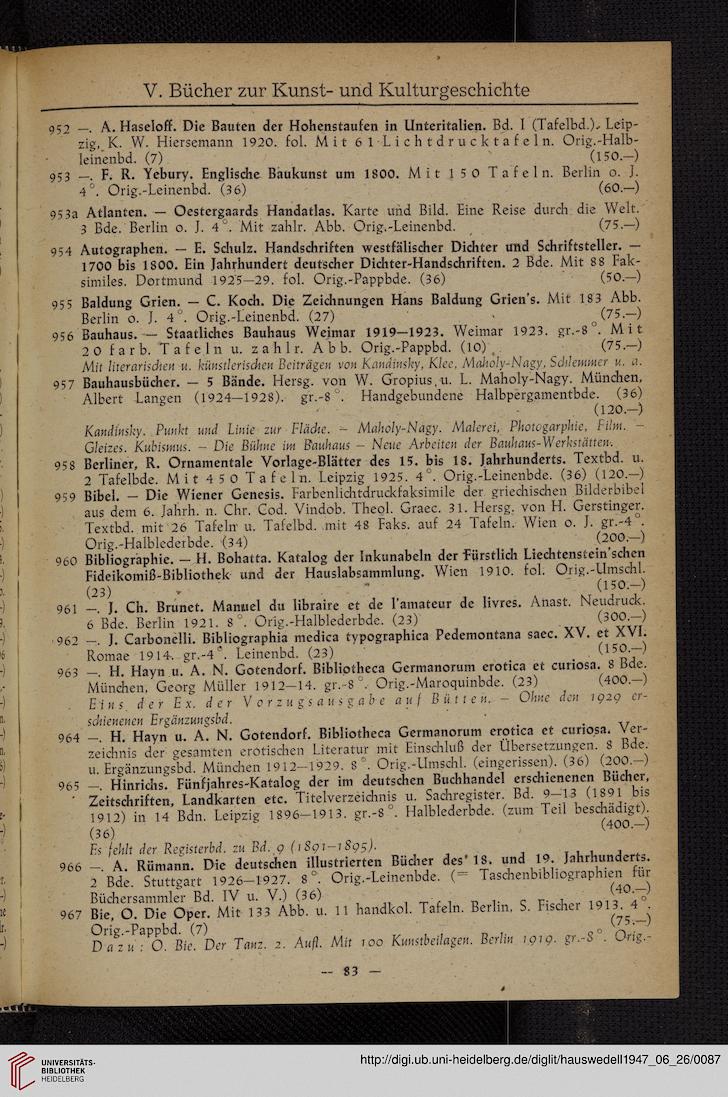 V. Bücher zur Kunst- und Kulturgeschichte
952 —. A. Haseloff. Die Bauten der Hohenstaufen in Unteritalien. Bd. I (Tafelbd.). Leip-
zig, K. W. Hiersemann 1920. fol. Mit 61 Lichtdrucktafeln. Orig.-Halb-
leinenbd. (7) (150.—)
953 —. F. R. Yebury. Englische Baukunst um 1800. Mit 150 Tafeln. Berlin o. J.
4°. Orig.-Leinenbd. (36) (60.—)
953a Atlanten. — Oestergaards Handatlas. Karte und Bild. Eine Reise durch die Welt.
3 Bde. Berlin o. J. 4°. Mit zahlr. Abb. Orig.-Leinenbd. (75.—)
954 Autographen. — E. Schulz. Handschriften westfälischer Dichter und Schriftsteller. —
1700 bis 1800. Ein Jahrhundert deutscher Dichter-Handschriften. 2 Bde. Mit 88 Fak-
similes. Dortmund 1925—29. fol. Orig.-Pappbde. (36) (50.—)
955 Baldung Grien. — C. Koch. Die Zeichnungen Hans Baldung Grien's. Mit 183 Abb.
Berlin o. J. 4°. Orig.-Leinenbd. (27) (75.—)
956 Bauhaus. — Staatliches Bauhaus Weimar 1919—1923. Weimar 1923. gr.-8°. Mit
20 farb. Tafeln u. zahlr. Abb. Orig.-Pappbd. (10) (75.—)
Mit literarischen u. künstlerischen Beiträgen von Kandinsky, Klee, Maholy-Nagy, Schlemmer u. a.
957 Bauhausbücher. — 5 Bände. Hersg. von W. Gropius u. L. Maholy-Nagy. München,
Albert Langen (1924—1928). gr.-8°. Handgebundene Halbpergamentbde. (36)
(120.—)
Kandinsky. Punkt und Linie zur Fläche. — Maholy-Nagy. Malerei, Photogarphie, Film. —
Gleizes. Kubismus. — Die Bühne im Bauhaus — Neue Arbeiten der Bauhaus-Werkstätten.
958 Berliner, R. Ornamentale Vorlage-Blätter des 15. bis 18. Jahrhunderts. Textbd. u.
2 Tafelbde. Mit 450 Tafeln. Leipzig 1925. 4°. Orig.-Leinenbde. (36) (120.—)
959 Bibel. — Die Wiener Genesis. Farbenlichtdruckfaksimile der griechischen Bilderbibel
aus dem 6. Jahrh. n. Chr. Cod. Vindob. Theol. Graec. 31. Hersg. von H. Gerstinger.
Textbd. mit 26 Tafeln u. Tafelbd. mit 48 Faks. auf 24 Tafeln. Wien o. J. gr.-4°.
Orig.-Halblederbde. (34) (200.—)
960 Bibliographie. — H. Bohatta. Katalog der Inkunabeln der Fürstlich Liechtenstein'schen
Fideikomiß-Bibliothek und der Hauslabsammlung. Wien 1910. fol. Orig.-Umschl.
(23) (150.—)
961 —. J. Ch. Brunet. Manuel du libraire et de l'amateur de livres. Anast. Neudruck.
6 Bde. Berlin 1921. 8°. Orig.-Halblederbde. (23) (300.—)
962 —. J. Carbonelli. Bibliographia medica typographica Pedemontana saec. XV. et XVI.
Romae 1914. gr.-4°. Leinenbd. (23) (150.—)
963 —. H. Hayn u. A. N. Gotendorf. Bibliotheca Germanorum erotica et curiosa. 8 Bde.
München, Georg Müller 1912—14. gr.-8°. Orig.-Maroquinbde. (23) (400.—)
Eins der Ex. der Vorzugsausgabe auf Bütten. — Ohne den 1929 er-
schienenen Ergänzungsbd.
964 —. H. Hayn u. A. N. Gotendorf. Bibliotheca Germanorum erotica et curiosa. Ver-
zeichnis der gesamten erotischen Literatur mit Einschluß der Übersetzungen. 8 Bde.
u. Ergänzungsbd. München 1912—1929. 8°. Orig.-Umschl. (eingerissen). (36) (200.—)
965 —. Hinrichs. Fünfjahres-Katalog der im deutschen Buchhandel erschienenen Bücher,
Zeitschriften, Landkarten etc. Titelverzeichnis u. Sachregister. Bd. 9—13 (1891 bis
1912) in 14 Bdn. Leipzig 1896—1913. gr.-8°. Halblederbde. (zum Teil beschädigt).
(36) (400.—)
Es fehlt der Registerbd. zu Bd. 9 (1891—1895).
966 —. A. Rümann. Die deutschen illustrierten Bücher des 18. und 19. Jahrhunderts.
2 Bde. Stuttgart 1926—1927. 8°. Orig.-Leinenbde. (= Taschenbibliographien für
Büchersammler Bd. IV u. V.) (36) (40.—)
967 Bie, O. Die Oper. Mit 133 Abb. u. 11 handkol. Tafeln. Berlin, S. Fischer 1913. 4°.
Orig.-Pappbd. (7) (75.—)
Dazu: O. Bie. Der Tanz. 2. Aufl. Mit 100 Kunstbeilagen. Berlin 1919. gr.-8°. Orig.-
— 83 —
UNIVERSITÄTS-
BIBLIOTHEK
HEIDELBERG
http://digi.ub.uni-heidelberg.de/diglit/hauswedell1947_06_26/0087